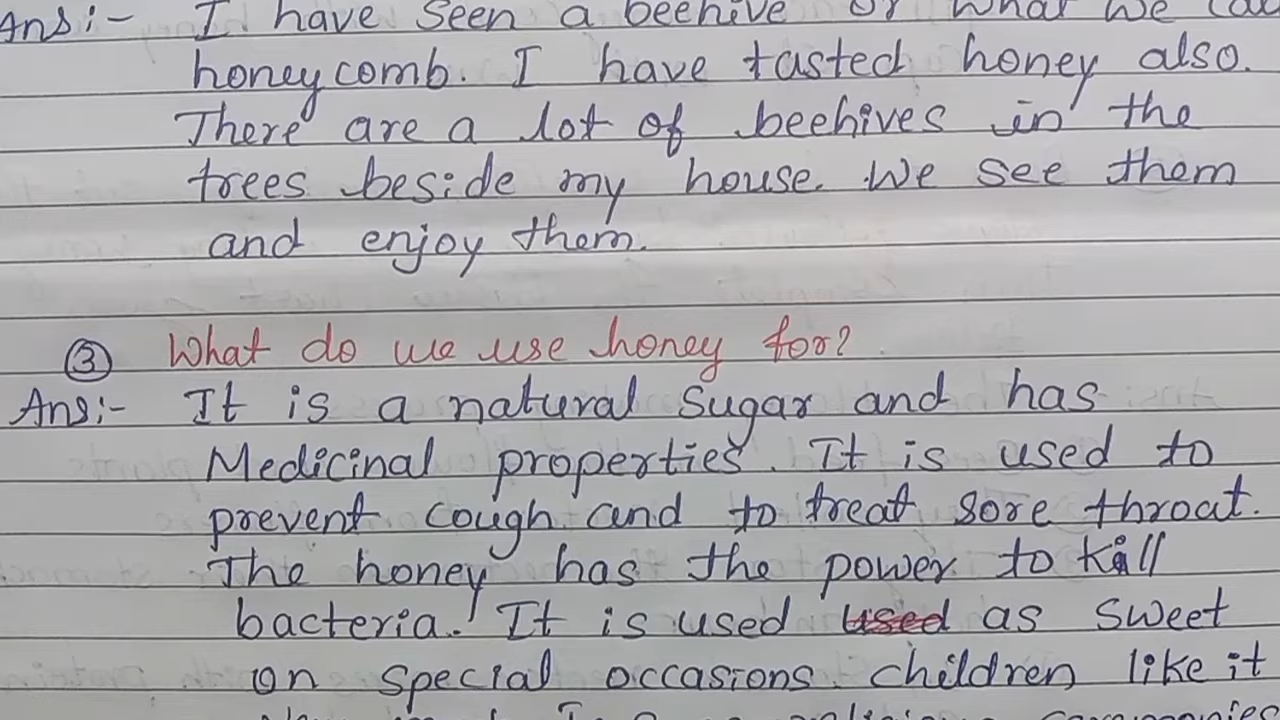 Ans:- I have seen a beehive or what we call
honeycomb. I have tasted honey also.
There are a lot of beehives in the
trees beside my house. We see them
and enjoy them.
③ What do we use honey for?
Ans:- It is a natural sugar and has
Medicinal properties. It is used to
prevent cough and to treat sore throat.
The honey has the power to kill
bacteria. It is used used as sweet
on special occasions. children like it